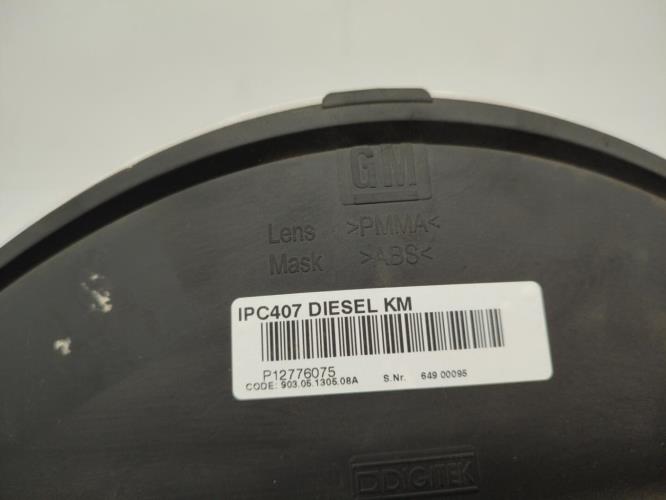 GM
Lens >PMMA<
Mask >ABS<
IPC407 DIESEL KM
P12776075
CODE: 903.05.1305.08A S.Nr. 649 00095
DIGITEK